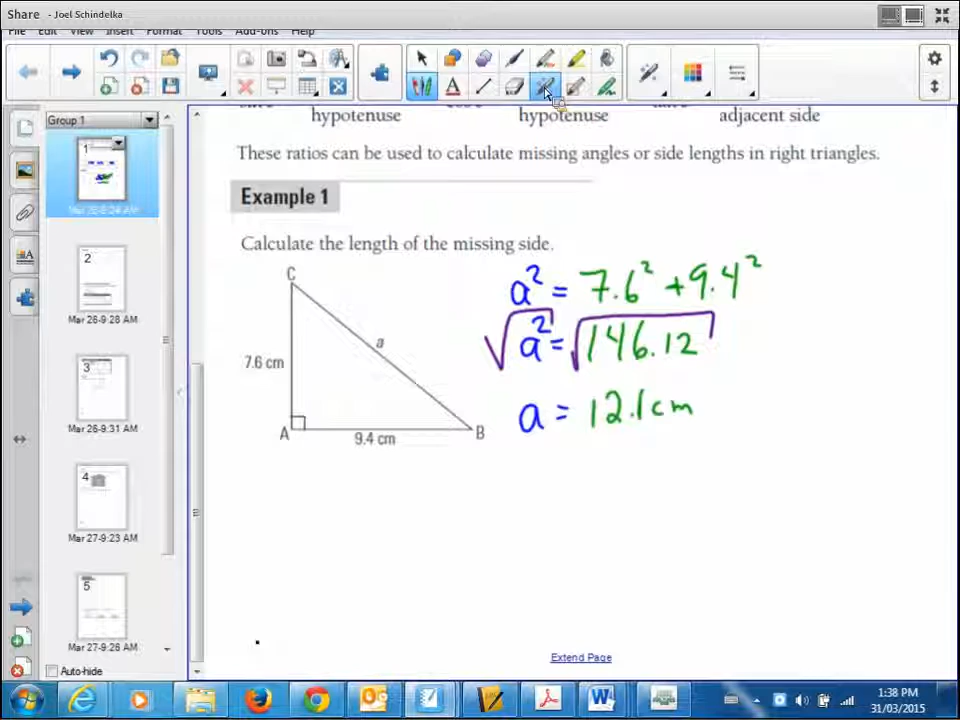 Share - Joel Schindelka
File Edit View Insert Format Tools Add-ons Help
Group 1
1
2
Mar 26-9:28 AM
3
Mar 26-9:31 AM
4
Mar 27-9:23 AM
5
Mar 27-9:26 AM
Auto-hide
hypotenuse hypotenuse adjacent side
These ratios can be used to calculate missing angles or side lengths in right triangles.
Example 1
Calculate the length of the missing side.
C
a
7.6 cm
A
9.4 cm
B
a² = 7.6² + 9.4²
√a² = √146.12
a = 12.1cm
Extend Page
1:38 PM
31/03/2015